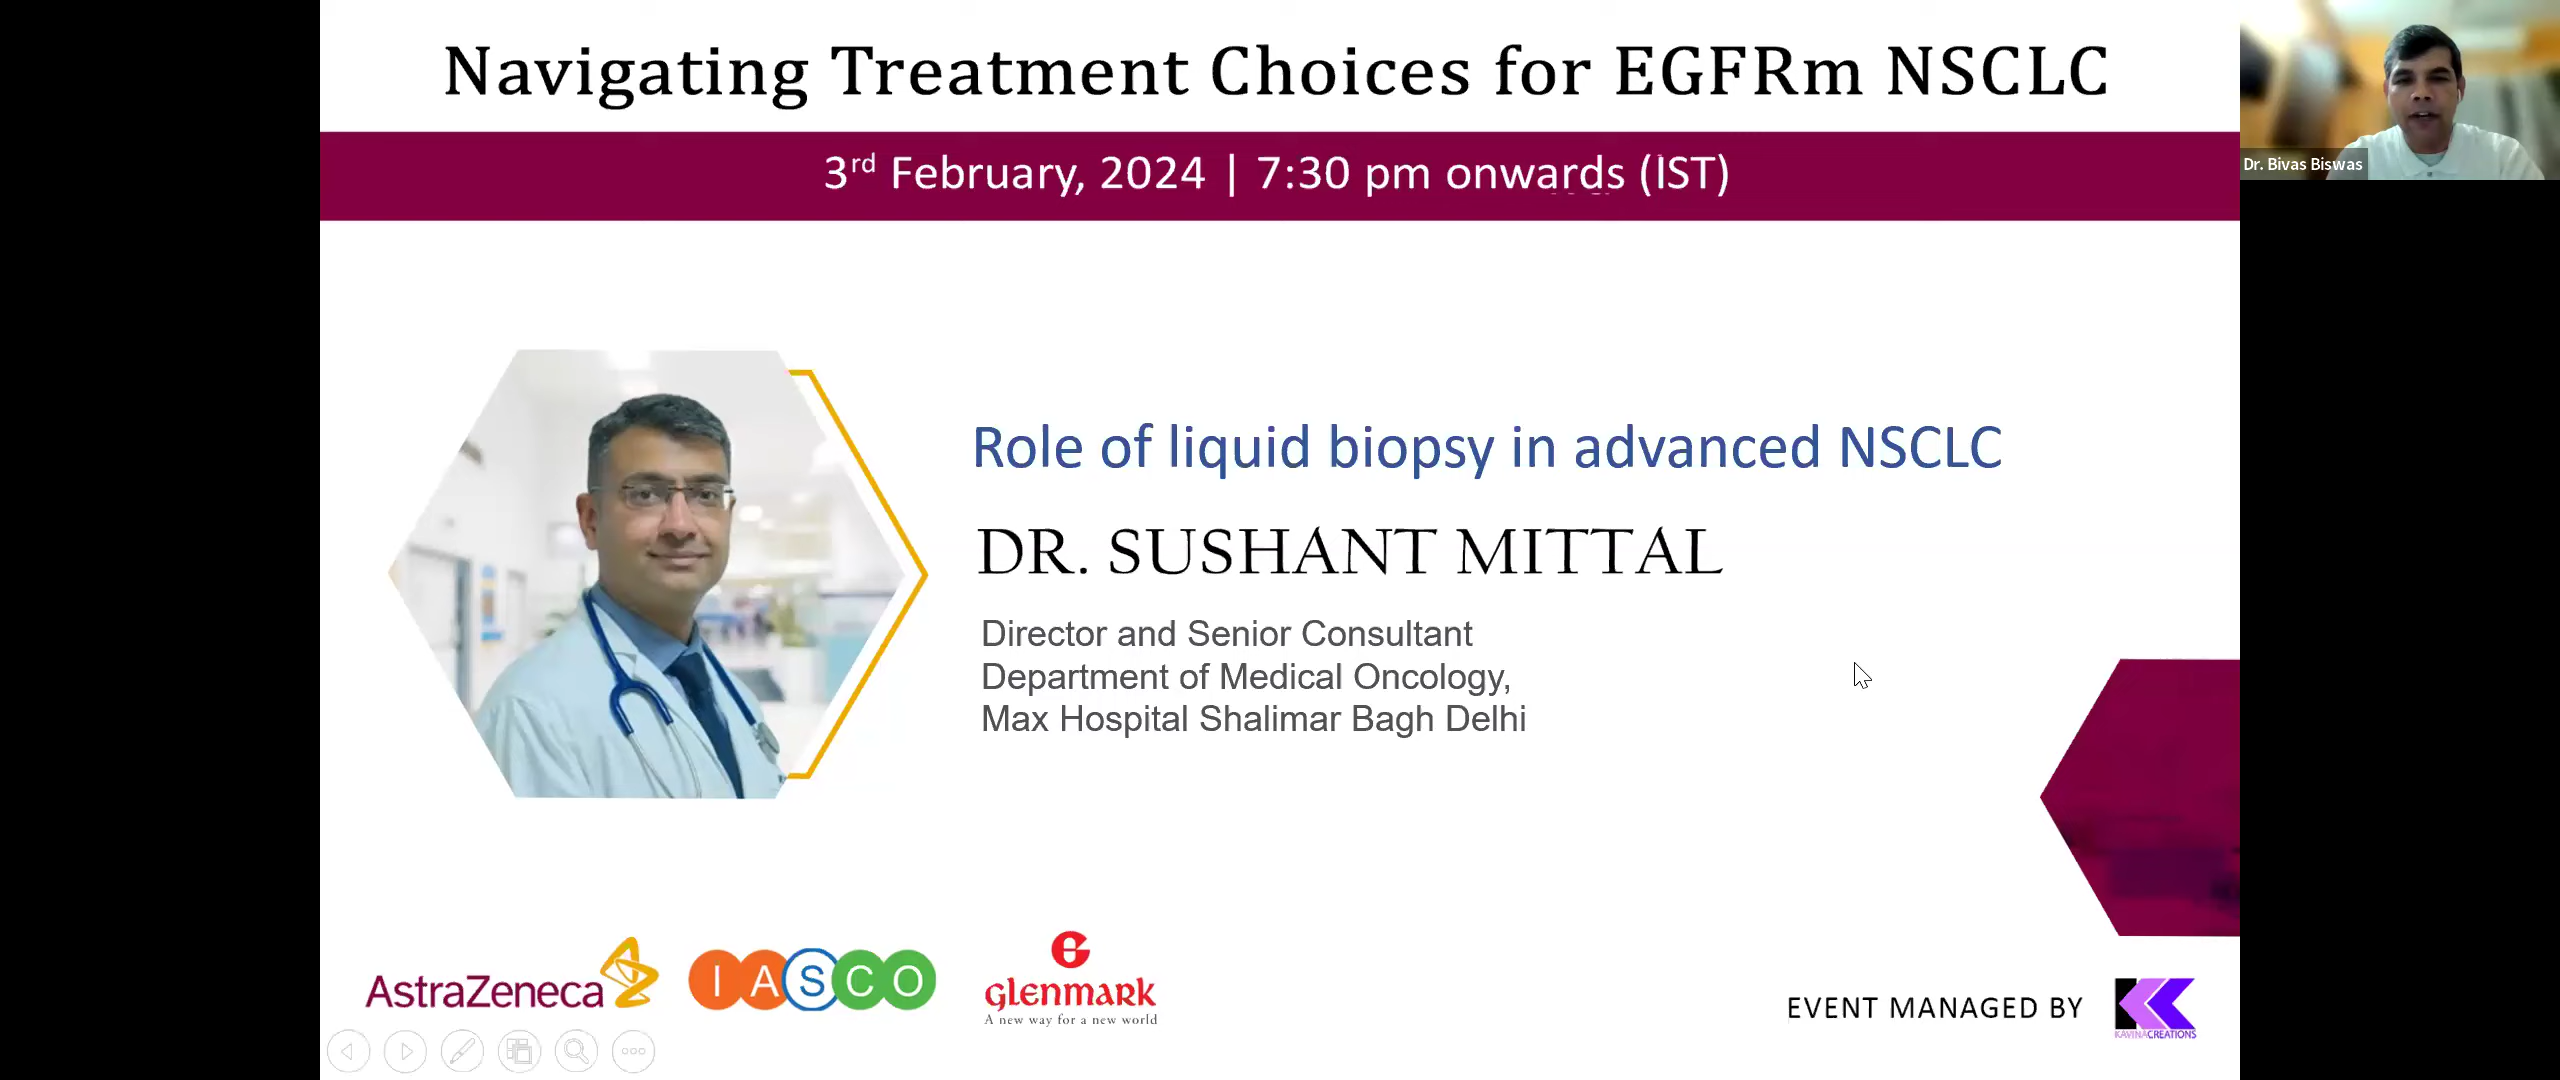 Navigating Treatment Choices for EGFRm NSCLC
3rd February, 2024 | 7:30 pm onwards (IST)
Dr. Bivas Biswas
Role of liquid biopsy in advanced NSCLC
DR. SUSHANT MITTAL
Director and Senior Consultant
Department of Medical Oncology,
Max Hospital Shalimar Bagh Delhi
AstraZeneca
IASCO
glenmark
A new way for a new world
EVENT MANAGED BY
KAVINACREATIONS